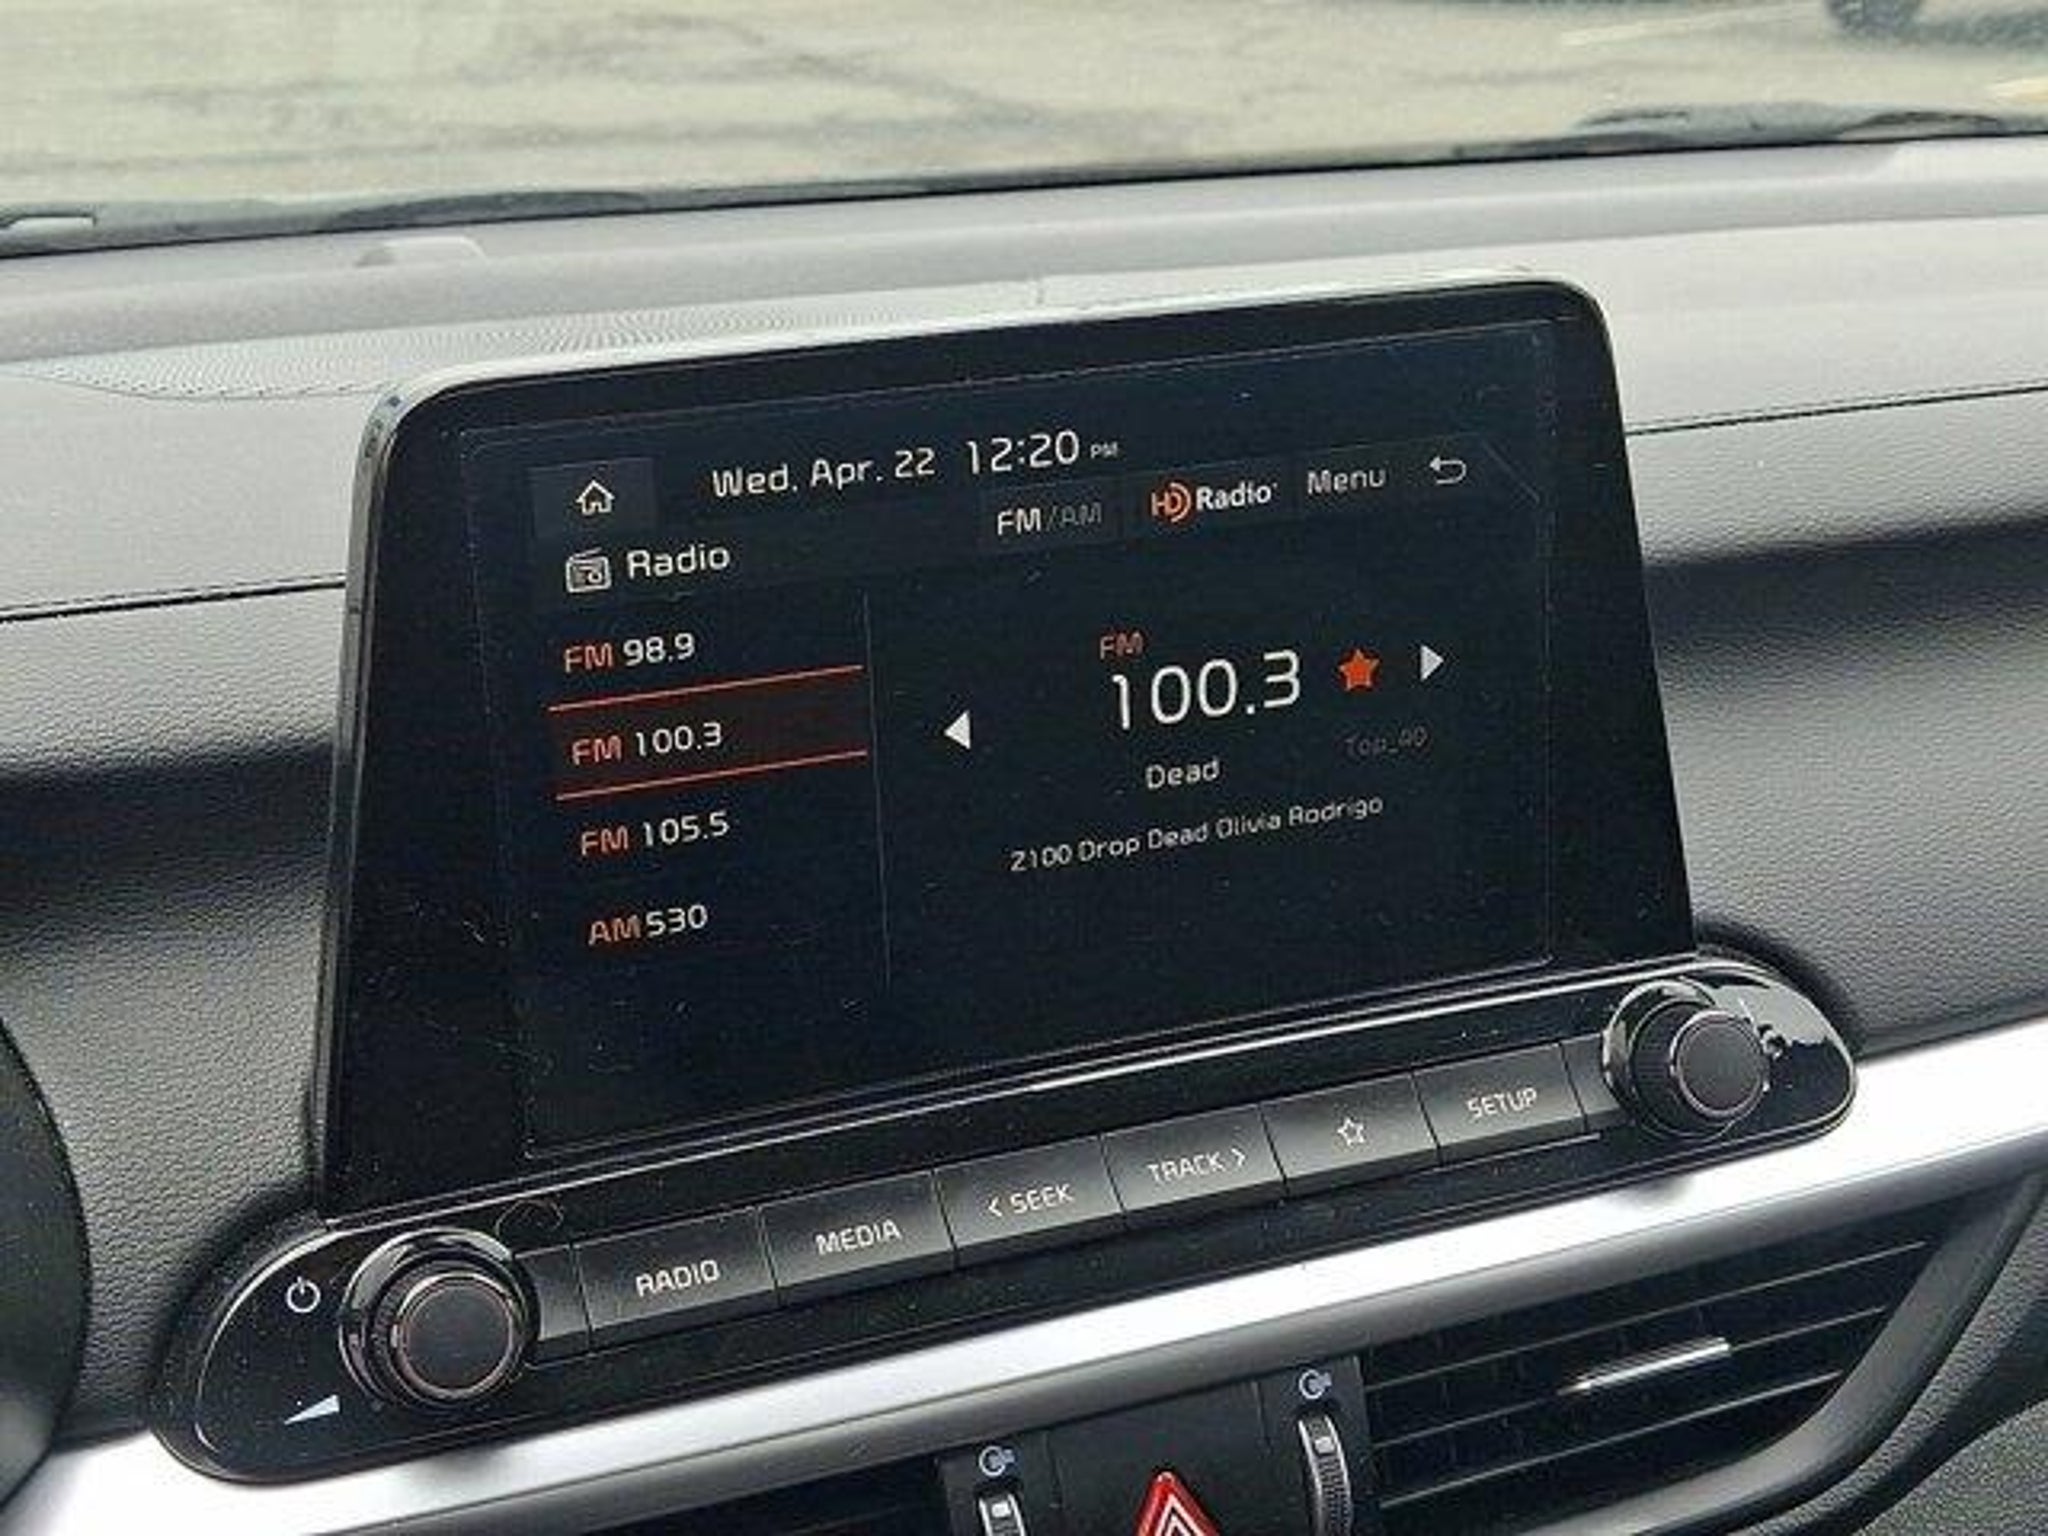 Wed. Apr. 22 12:20 PM
Radio
FM/AM
HD Radio
Menu
FM 98.9
FM 100.3
FM 105.5
AM 530
FM
100.3
Top_40
Dead
Z100 Drop Dead Olivia Rodrigo
RADIO
MEDIA
< SEEK
TRACK >
SETUP